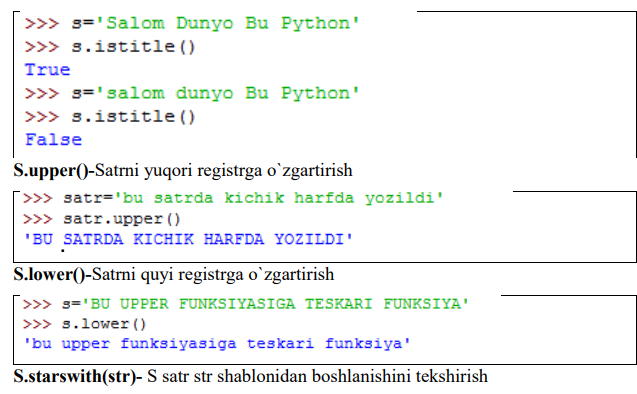 >>> s='Salom Dunyo Bu Python'
>>> s.istitle()
True
>>> s='salom dunyo Bu Python'
>>> s.istitle()
False
S.upper()-Satrni yuqori registrga o`zgartirish
>>> satr='bu satrda kichik harfda yozildi'
>>> satr.upper()
'BU SATRDA KICHIK HARFDA YOZILDI'
S.lower()-Satrni quyi registrga o`zgartirish
>>> s='BU UPPER FUNKSIYASIGA TESKARI FUNKSIYA'
>>> s.lower()
'bu upper funksiyasiga teskari funksiya'
S.starswith(str)- S satr str shablonidan boshlanishini tekshirish